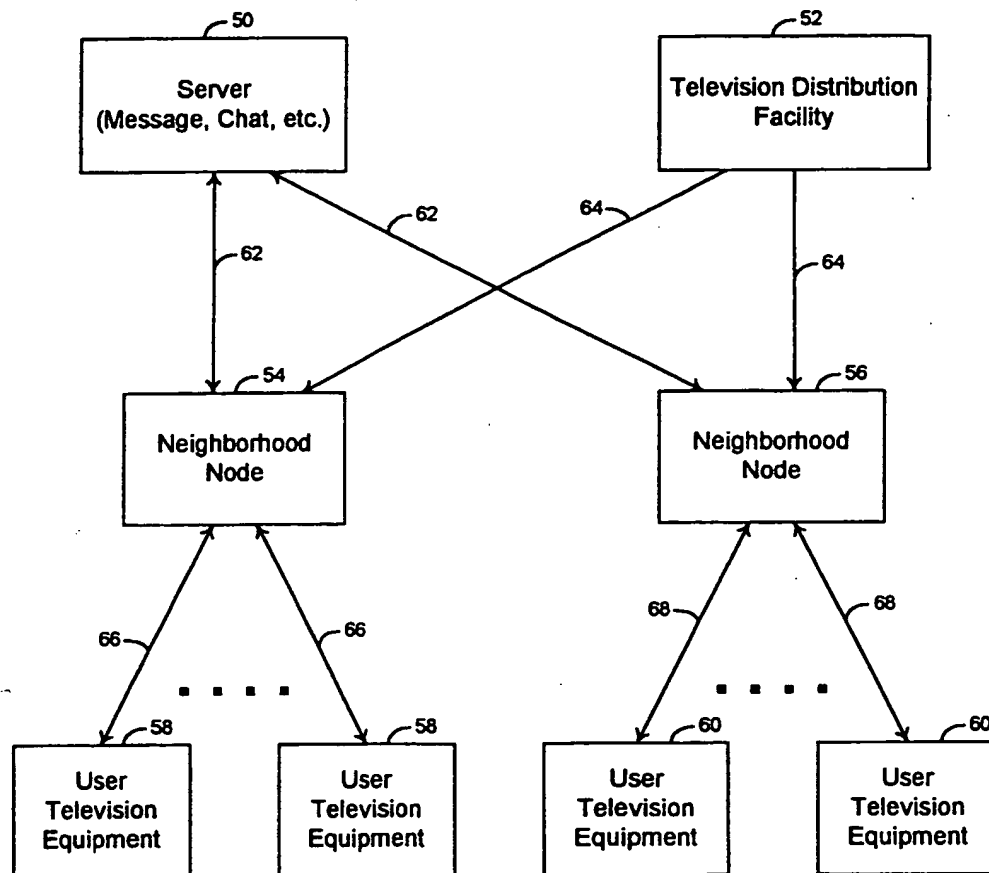 50
52
Server
(Message, Chat, etc.)
Television Distribution
Facility
62
64
62
64
54
56
Neighborhood
Node
Neighborhood
Node
66
66
68
68
58
58
60
60
User
Television
Equipment
User
Television
Equipment
User
Television
Equipment
User
Television
Equipment